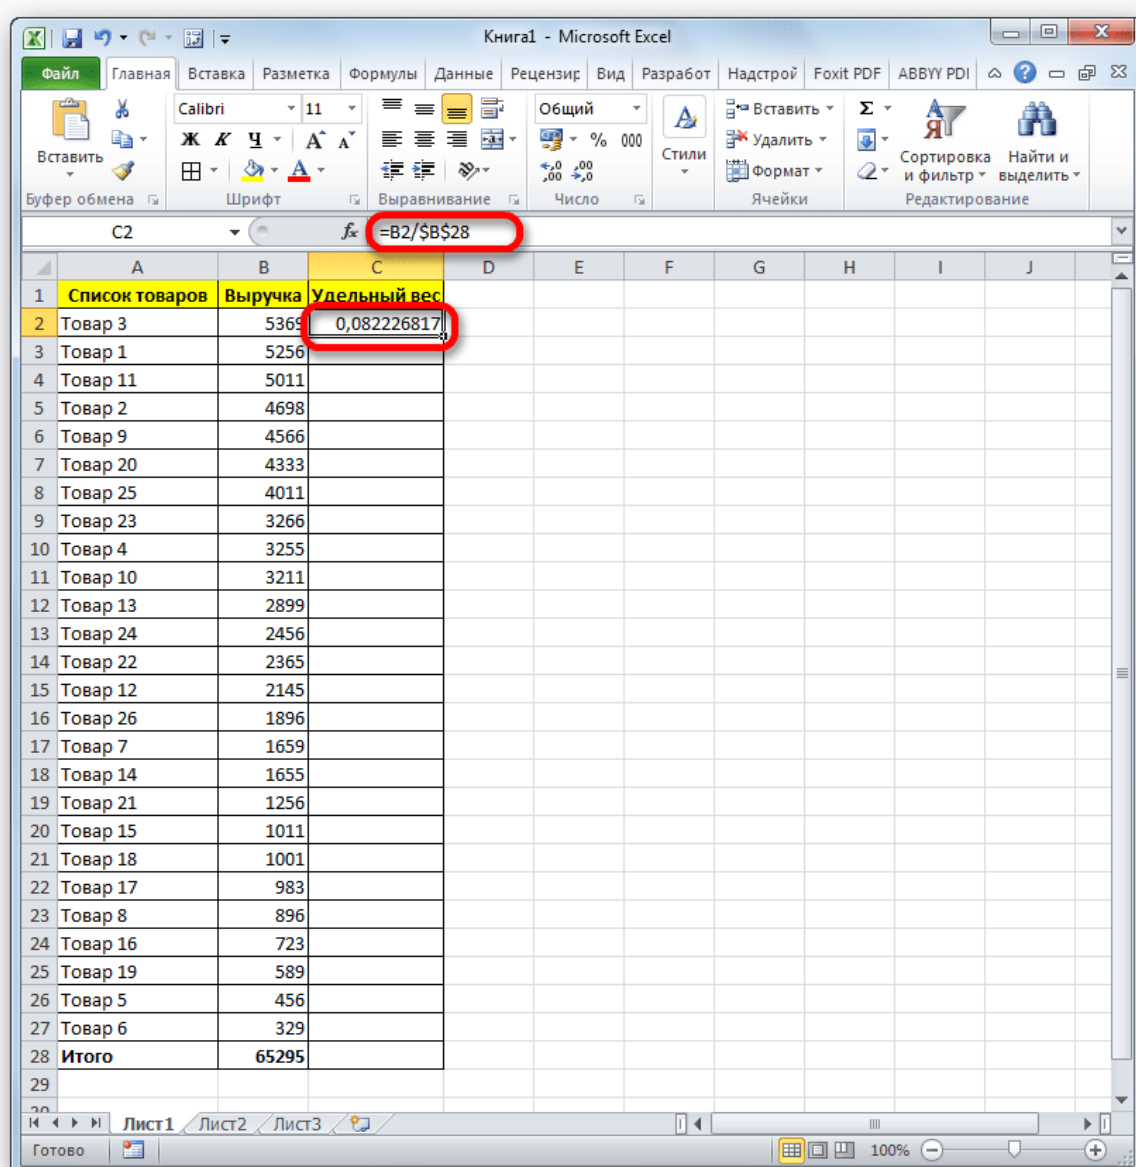 Книга1 - Microsoft Excel
Файл Главная Вставка Разметка Формулы Данные Рецензир Вид Разработ Надстрой Foxit PDF ABBYY PDI
Calibri 11 Общий Вставить Σ
Ж К Ч А А % 000 Удалить
Вставить Стили Формат Сортировка и фильтр Найти и выделить
Буфер обмена Шрифт Выравнивание Число Ячейки Редактирование
C2 fx =B2/$B$28
A B C D E F G H I J
1 Список товаров Выручка Удельный вес
2 Товар 3 5369 0,082226817
3 Товар 1 5256
4 Товар 11 5011
5 Товар 2 4698
6 Товар 9 4566
7 Товар 20 4333
8 Товар 25 4011
9 Товар 23 3266
10 Товар 4 3255
11 Товар 10 3211
12 Товар 13 2899
13 Товар 24 2456
14 Товар 22 2365
15 Товар 12 2145
16 Товар 26 1896
17 Товар 7 1659
18 Товар 14 1655
19 Товар 21 1256
20 Товар 15 1011
21 Товар 18 1001
22 Товар 17 983
23 Товар 8 896
24 Товар 16 723
25 Товар 19 589
26 Товар 5 456
27 Товар 6 329
28 Итого 65295
29
Лист1 Лист2 Лист3
Готово 100%